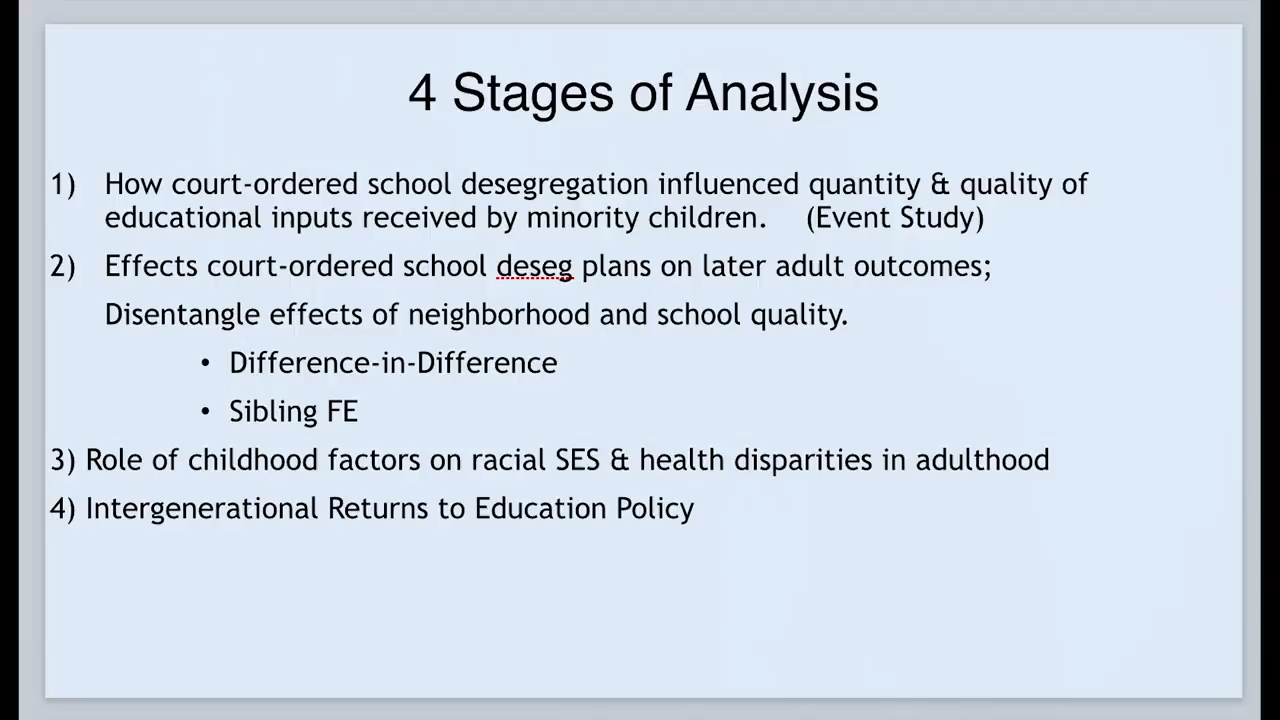 4 Stages of Analysis
1) How court-ordered school desegregation influenced quantity & quality of
educational inputs received by minority children. (Event Study)
2) Effects court-ordered school deseg plans on later adult outcomes;
Disentangle effects of neighborhood and school quality.
• Difference-in-Difference
• Sibling FE
3) Role of childhood factors on racial SES & health disparities in adulthood
4) Intergenerational Returns to Education Policy